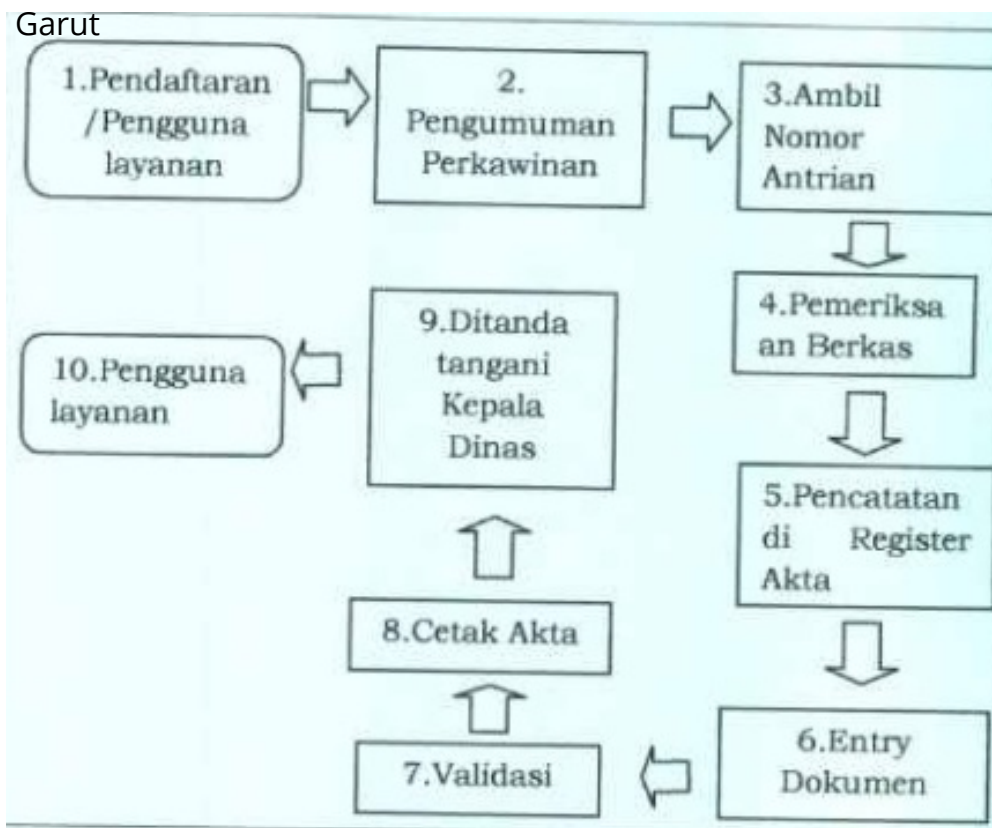 Garut
1.Pendaftaran
/Pengguna
layanan
2.
Pengumuman
Perkawinan
3.Ambil
Nomor
Antrian
4.Pemeriksa
an Berkas
5.Pencatatan
di Register
Akta
6.Entry
Dokumen
7.Validasi
8.Cetak Akta
9.Ditanda
tangani
Kepala
Dinas
10.Pengguna
layanan